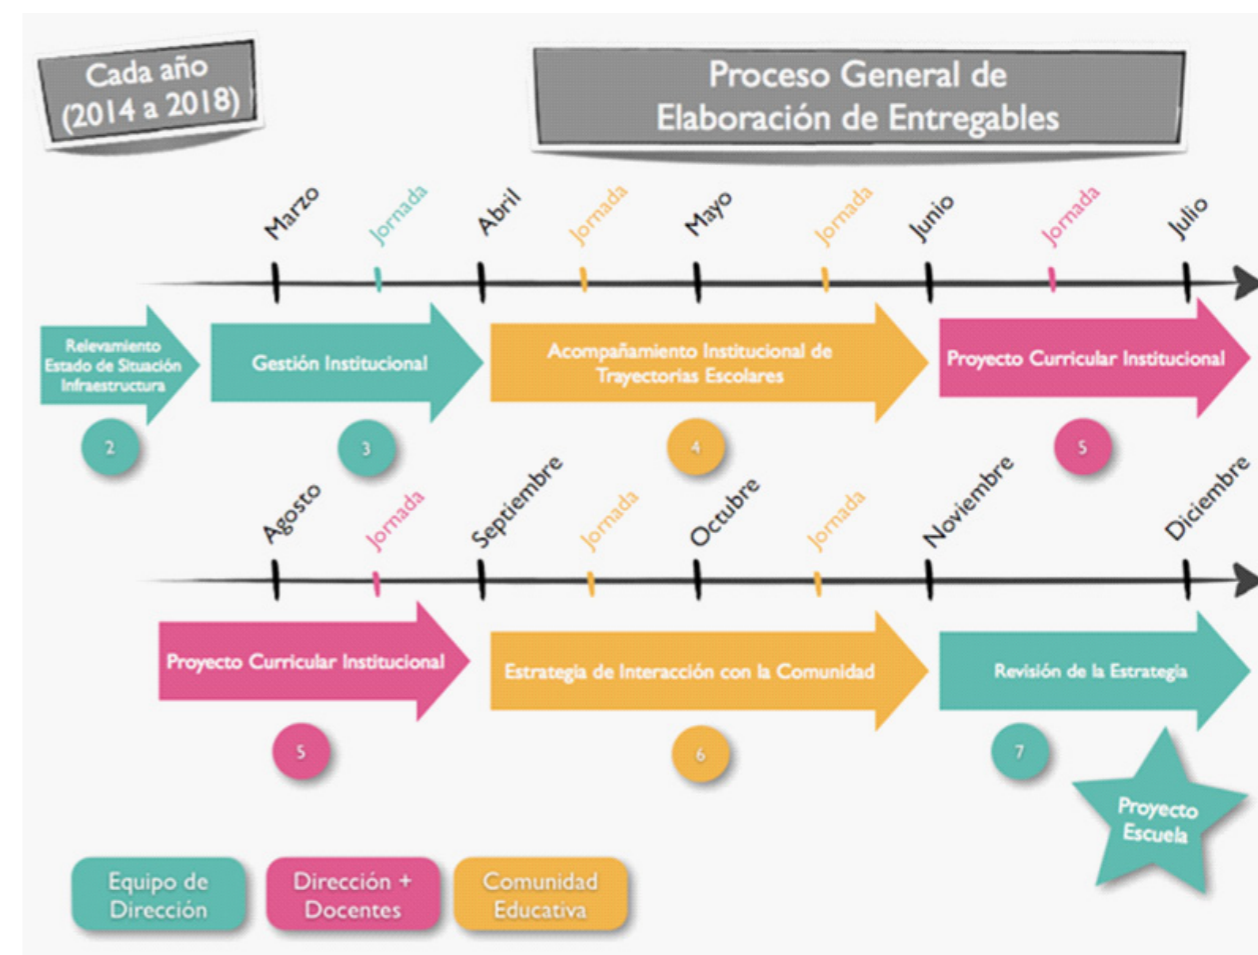 Cada año
(2014 a 2018)
Proceso General de
Elaboración de Entregables
Marzo
Jornada
Abril
Jornada
Mayo
Jornada
Junio
Jornada
Julio
Relevamiento
Estado de Situación
Infraestructura
Gestión Institucional
Acompañamiento Institucional de
Trayectorias Escolares
Proyecto Curricular Institucional
2
3
4
5
Agosto
Jornada
Septiembre
Jornada
Octubre
Jornada
Noviembre
Diciembre
Proyecto Curricular Institucional
Estrategia de Interacción con la Comunidad
Revisión de la Estrategia
5
6
7
Proyecto
Escuela
Equipo de
Dirección
Dirección +
Docentes
Comunidad
Educativa